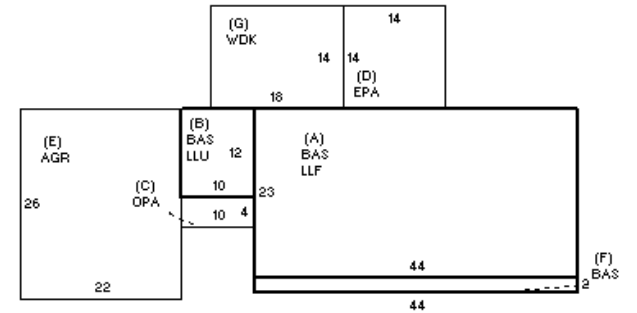 14
(G)
WDK
14
14
(D)
EPA
18
(B)
BAS
LLU
12
(A)
BAS
LLF
(E)
AGR
10
(C)
OPA
23
26
10
4
44
(F)
BAS
22
2
44